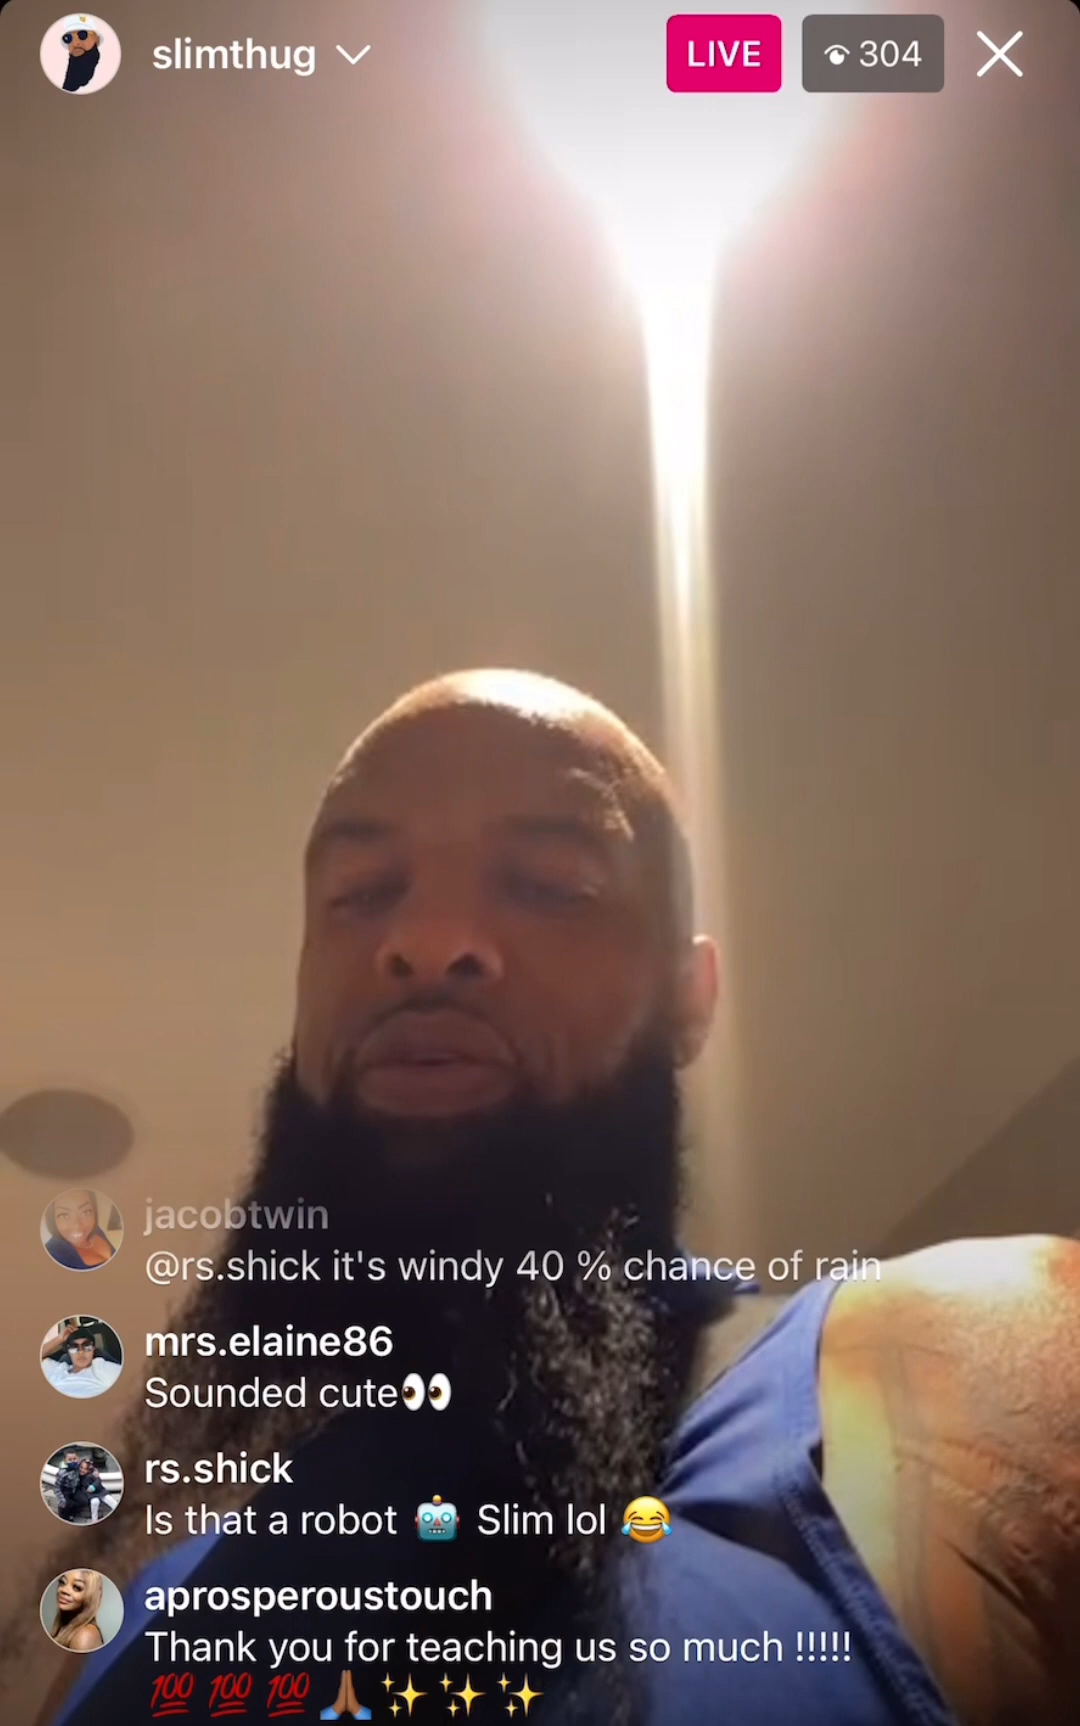 slimthug
LIVE
304
jacobtwin
@rs.shick it's windy 40 % chance of rain
mrs.elaine86
Sounded cute👀
rs.shick
Is that a robot 🤖 Slim lol 😂
aprosperoustouch
Thank you for teaching us so much !!!!!
💯 💯 💯 🙏🏾 ✨ ✨ ✨